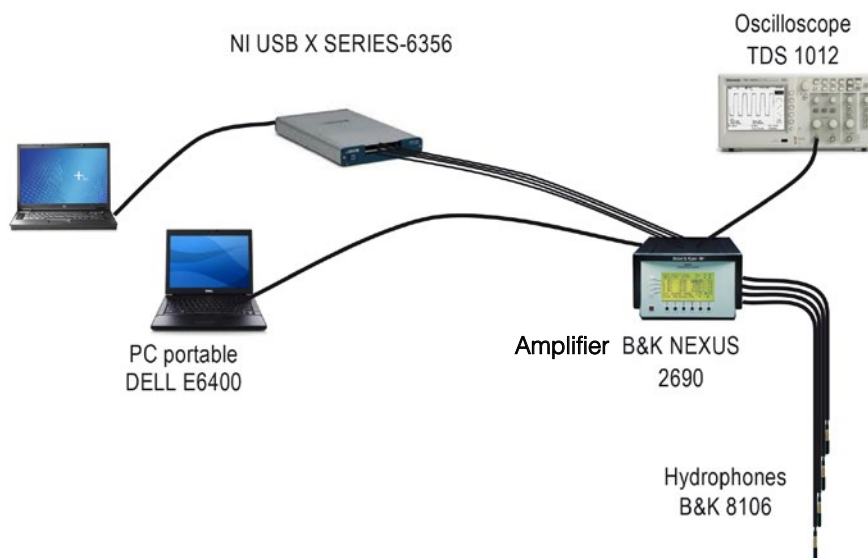 Oscilloscope
TDS 1012
NI USB X SERIES-6356
PC portable
DELL E6400
Amplifier B&K NEXUS
2690
Hydrophones
B&K 8106